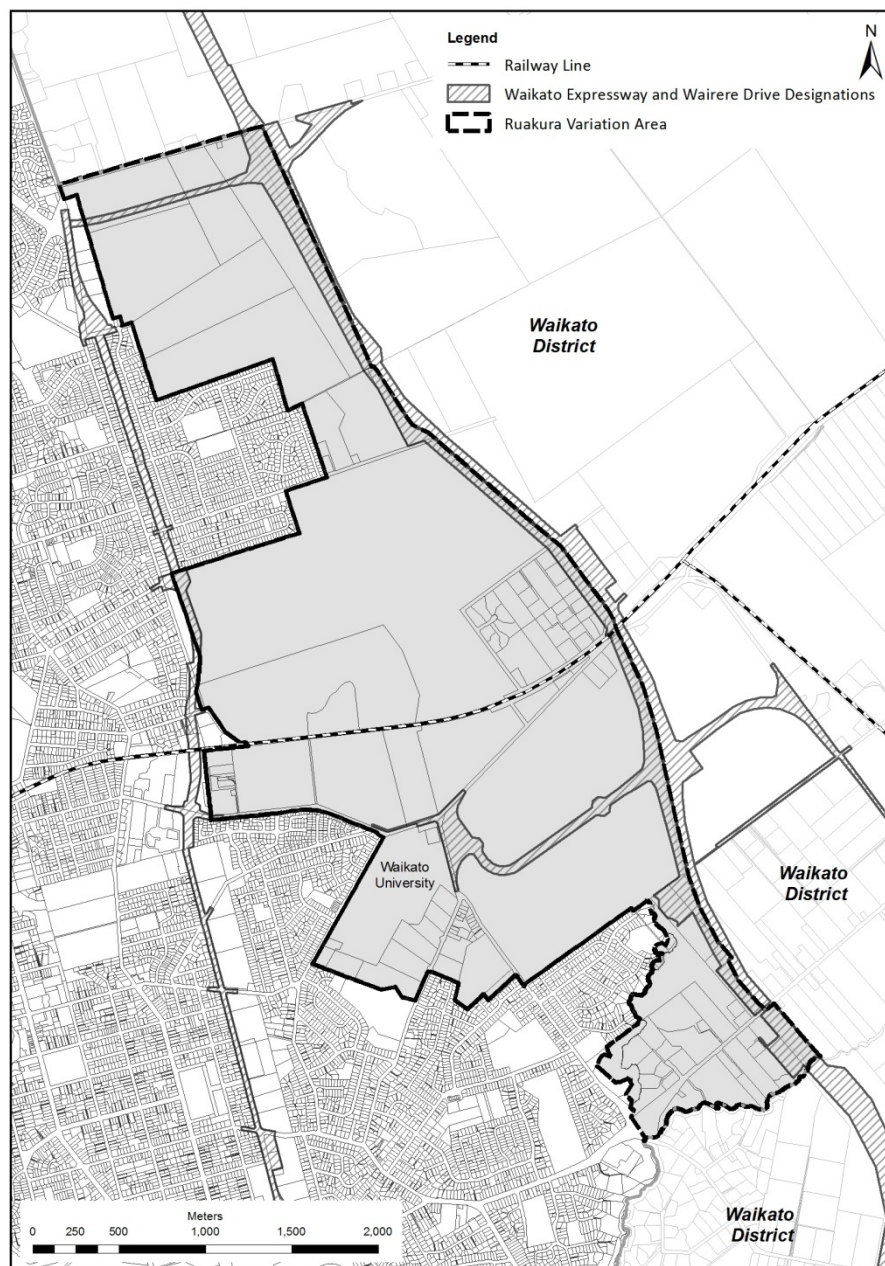 Legend
N
Railway Line
Waikato Expressway and Wairere Drive Designations
Ruakura Variation Area
Waikato
District
Waikato
University
Waikato
District
Waikato
District
Meters
0 250 500 1,000 1,500 2,000